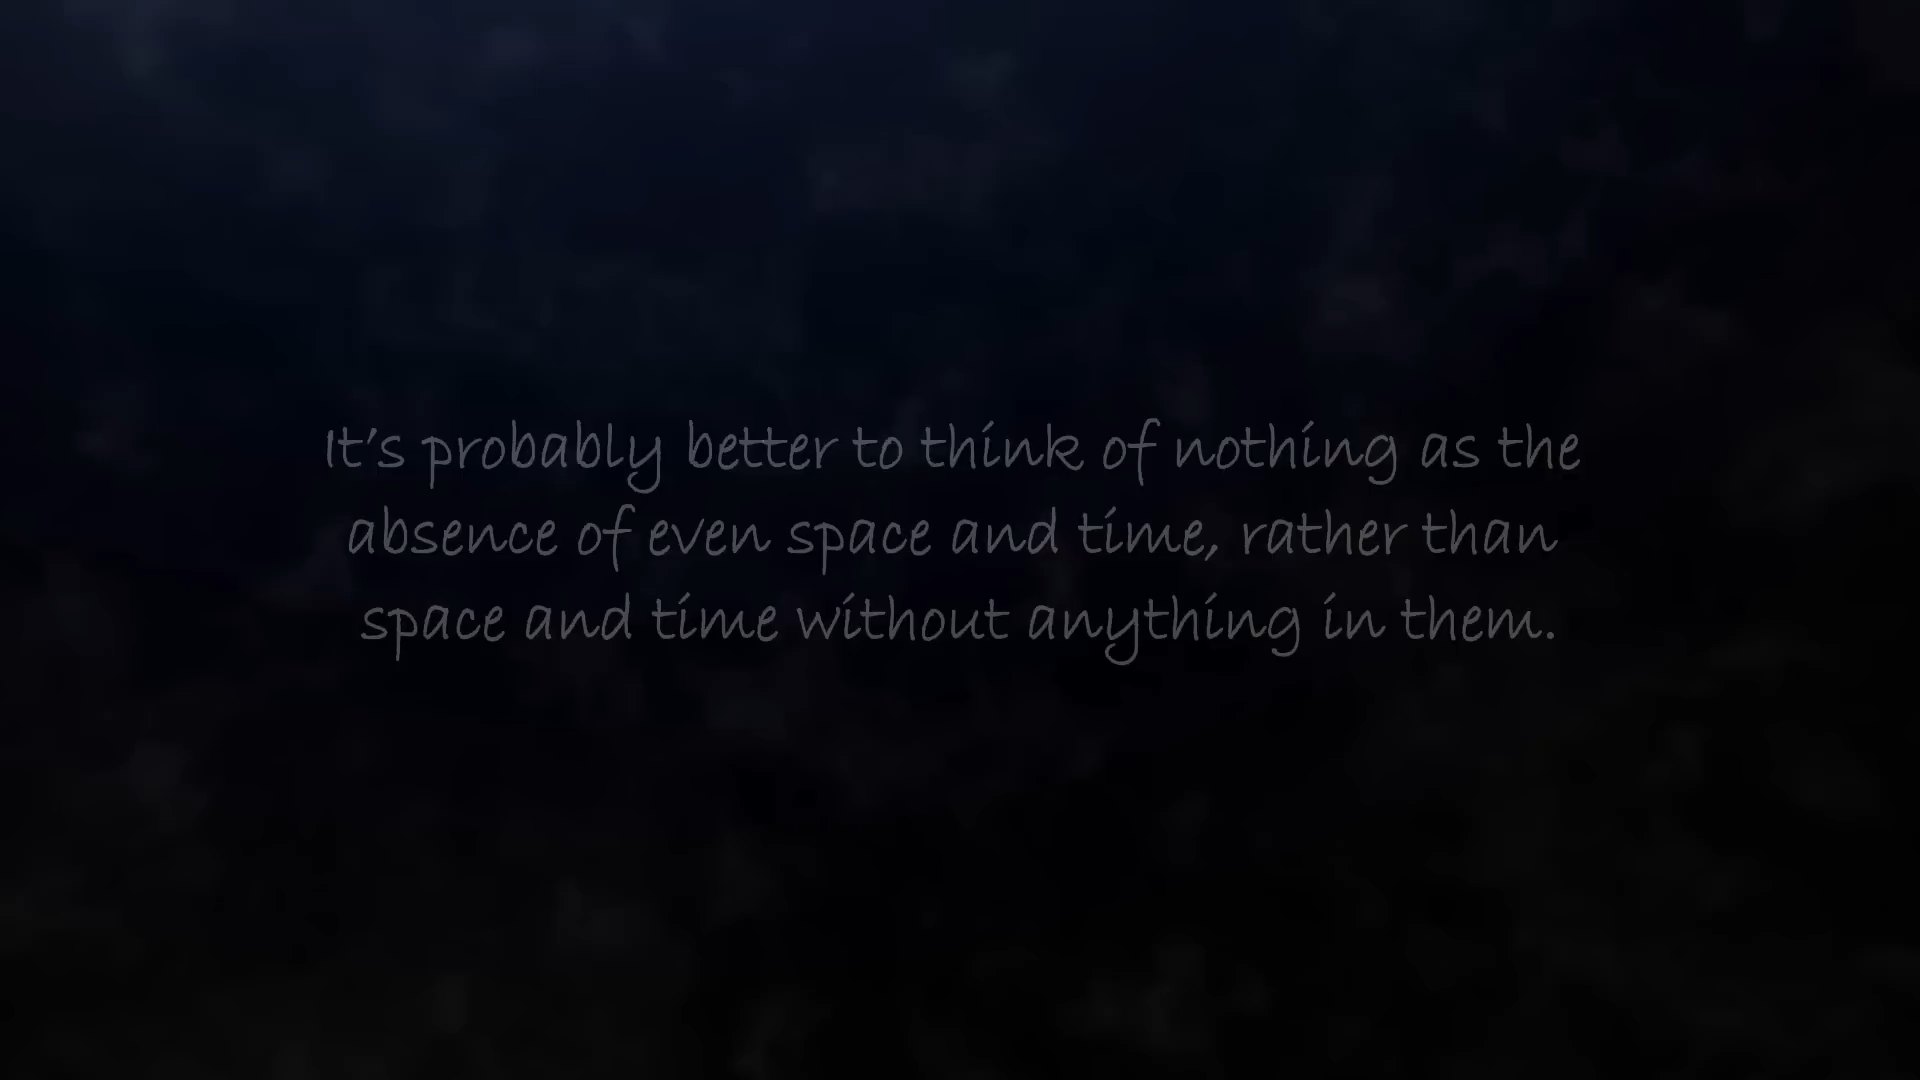 It's probably better to think of nothing as the
absence of even space and time, rather than
space and time without anything in them.